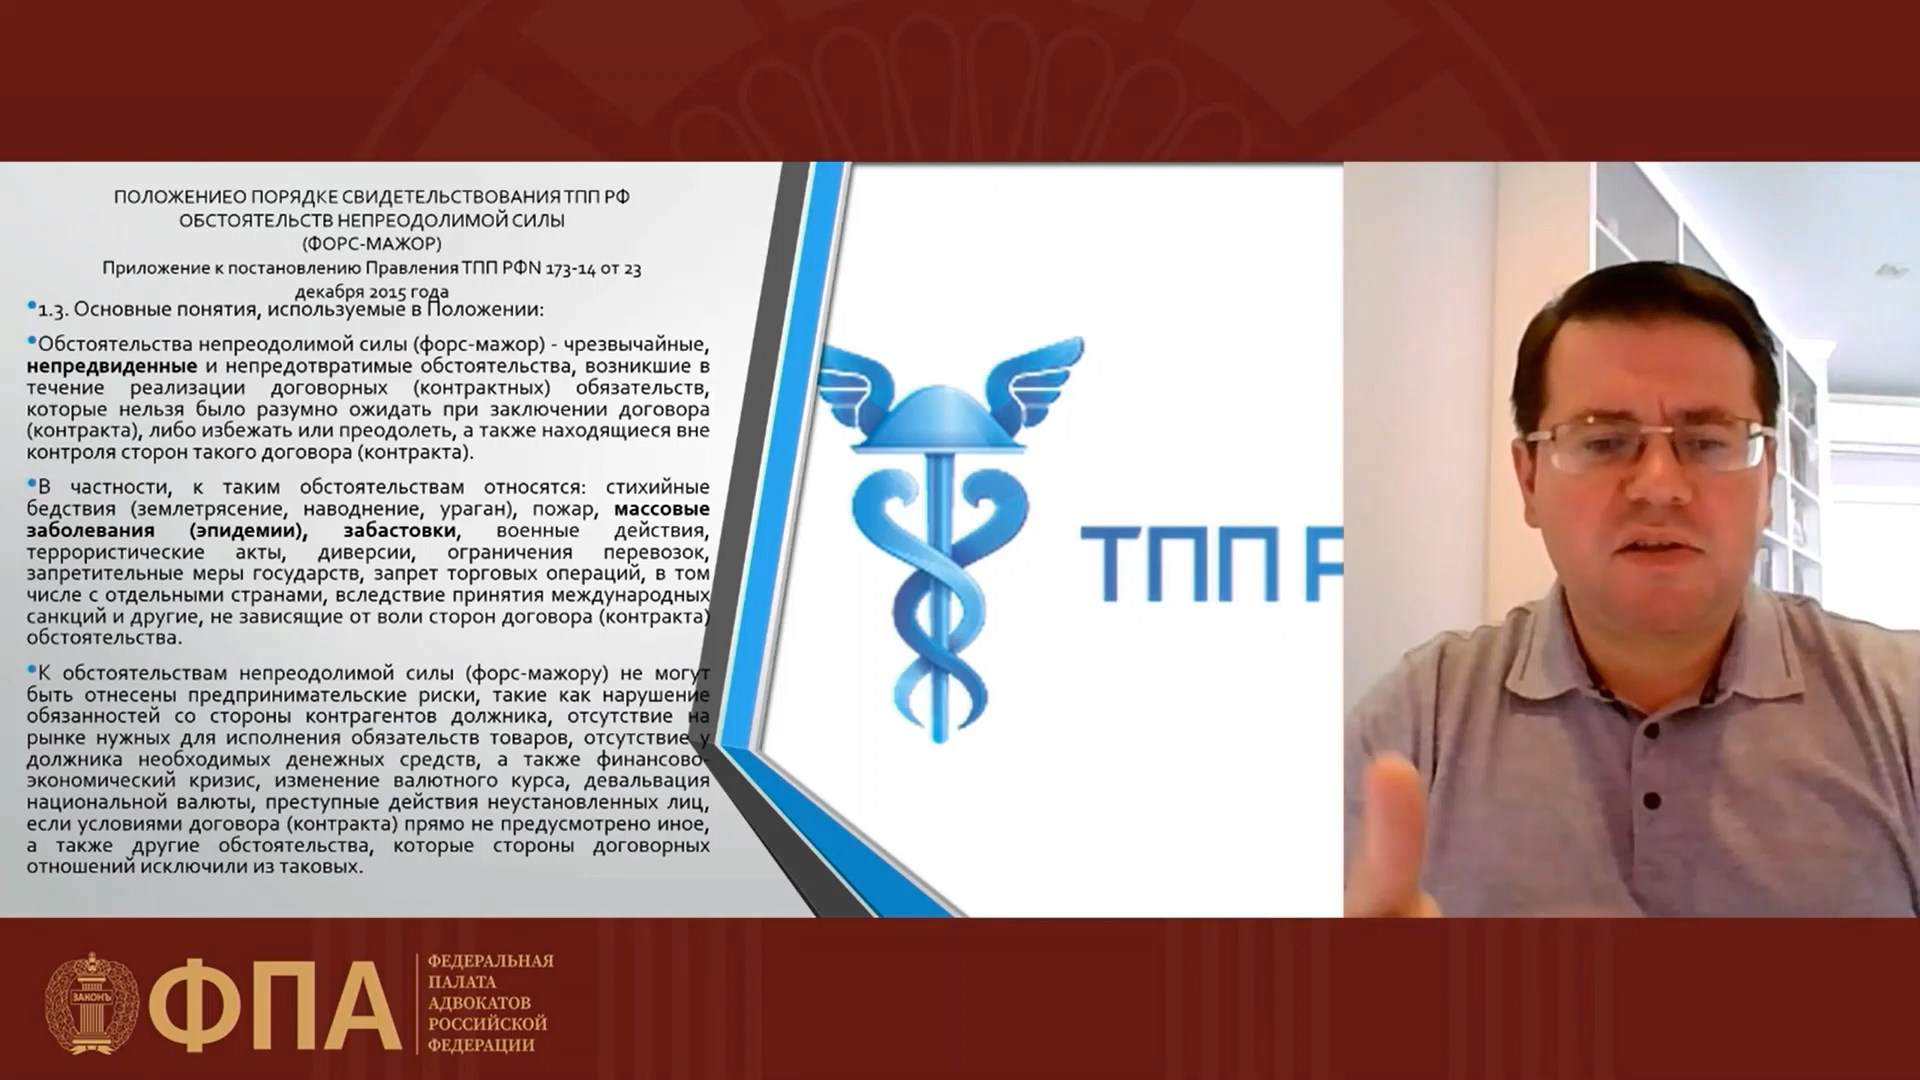 ПОЛОЖЕНИЕО ПОРЯДКЕ СВИДЕТЕЛЬСТВОВАНИЯ ТПП РФ
ОБСТОЯТЕЛЬСТВ НЕПРЕОДОЛИМОЙ СИЛЫ
(ФОРС-МАЖОР)
Приложение к постановлению Правления ТПП РФN 173-14 от 23
декабря 2015 года
•1.3. Основные понятия, используемые в Положении:
•Обстоятельства непреодолимой силы (форс-мажор) - чрезвычайные,
непредвиденные и непредотвратимые обстоятельства, возникшие в
течение реализации договорных (контрактных) обязательств,
которые нельзя было разумно ожидать при заключении договора
(контракта), либо избежать или преодолеть, а также находящиеся вне
контроля сторон такого договора (контракта).
•В частности, к таким обстоятельствам относятся: стихийные
бедствия (землетрясение, наводнение, ураган), пожар, массовые
заболевания (эпидемии), забастовки, военные действия,
террористические акты, диверсии, ограничения перевозок,
запретительные меры государств, запрет торговых операций, в том
числе с отдельными странами, вследствие принятия международных
санкций и другие, не зависящие от воли сторон договора (контракта)
обстоятельства.
•К обстоятельствам непреодолимой силы (форс-мажору) не могут
быть отнесены предпринимательские риски, такие как нарушение
обязанностей со стороны контрагентов должника, отсутствие на
рынке нужных для исполнения обязательств товаров, отсутствие у
должника необходимых денежных средств, а также финансово-
экономический кризис, изменение валютного курса, девальвация
национальной валюты, преступные действия неустановленных лиц,
если условиями договора (контракта) прямо не предусмотрено иное,
а также другие обстоятельства, которые стороны договорных
отношений исключили из таковых.
ТПП Р
ЗАКОНЪ
ФПА
ФЕДЕРАЛЬНАЯ
ПАЛАТА
АДВОКАТОВ
РОССИЙСКОЙ
ФЕДЕРАЦИИ